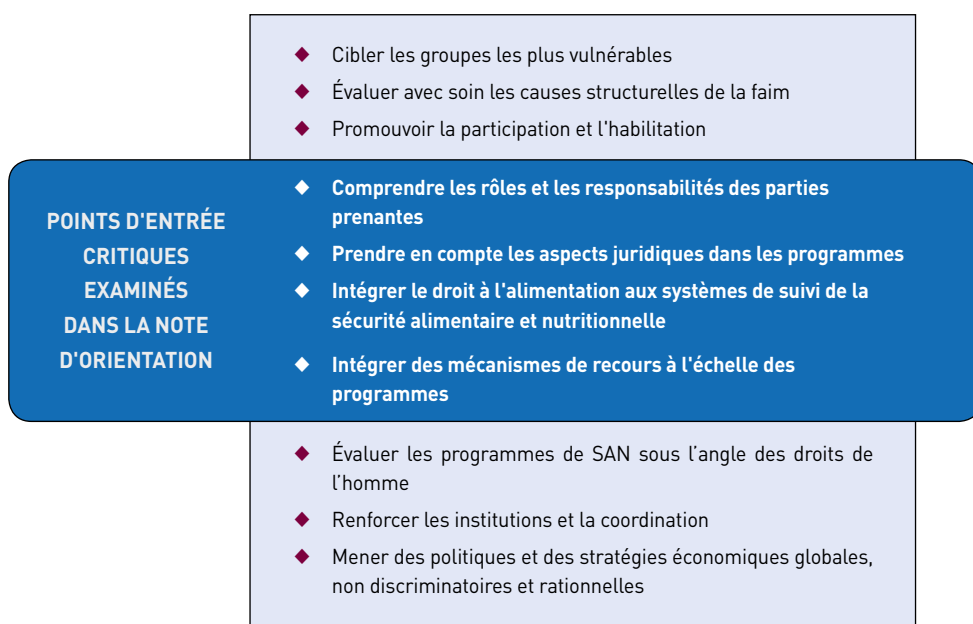 ◆ Cibler les groupes les plus vulnérables
◆ Évaluer avec soin les causes structurelles de la faim
◆ Promouvoir la participation et l'habilitation
POINTS D'ENTRÉE
CRITIQUES
EXAMINÉS
DANS LA NOTE
D'ORIENTATION
◆ Comprendre les rôles et les responsabilités des parties
prenantes
◆ Prendre en compte les aspects juridiques dans les programmes
◆ Intégrer le droit à l'alimentation aux systèmes de suivi de la
sécurité alimentaire et nutritionnelle
◆ Intégrer des mécanismes de recours à l'échelle des
programmes
◆ Évaluer les programmes de SAN sous l’angle des droits de
l’homme
◆ Renforcer les institutions et la coordination
◆ Mener des politiques et des stratégies économiques globales,
non discriminatoires et rationnelles